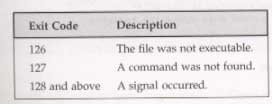 Exit Code Description
126 The file was not executable.
127 A command was not found.
128 and above A signal occurred.